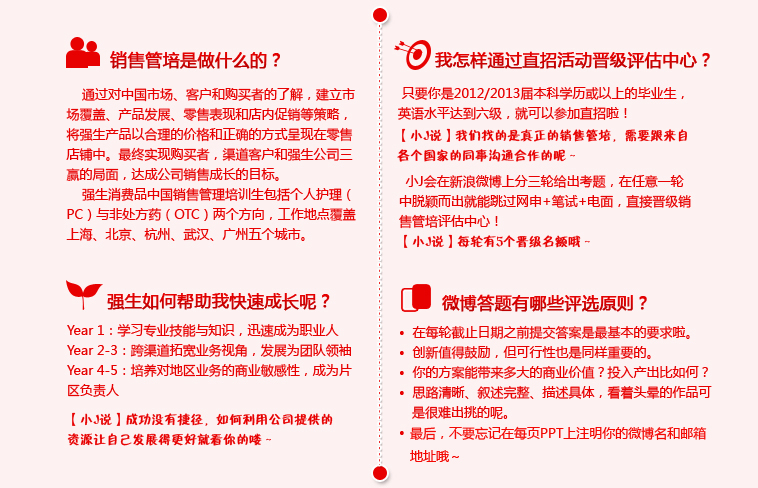 销售管培是做什么的？
通过对中国市场、客户和购买者的了解，建立市
场覆盖、产品发展、零售表现和店内促销等策略，
将强生产品以合理的价格和正确的方式呈现在零售
店铺中。最终实现购买者，渠道客户和强生公司三
赢的局面，达成公司销售成长的目标。
强生消费品中国销售管理培训生包括个人护理（
PC）与非处方药（OTC）两个方向，工作地点覆盖
上海、北京、杭州、武汉、广州五个城市。
强生如何帮助我快速成长呢？
Year 1：学习专业技能与知识，迅速成为职业人
Year 2-3：跨渠道拓宽业务视角，发展为团队领袖
Year 4-5：培养对地区业务的商业敏感性，成为片
区负责人
【小J说】成功没有捷径，如何利用公司提供的
资源让自己发展得更好就看你的喽~
我怎样通过直招活动晋级评估中心？
只要你是2012/2013届本科学历或以上的毕业生，
英语水平达到六级，就可以参加直招啦！
【小J说】我们找的是真正的销售管培，需要跟来自
各个国家的同事沟通合作的呢~
小J会在新浪微博上分三轮给出考题，在任意一轮
中脱颖而出就能跳过网申+笔试+电面，直接晋级销
售管培评估中心！
【小J说】每轮有5个晋级名额哦~
微博答题有哪些评选原则？
• 在每轮截止日期之前提交答案是最基本的要求啦。
• 创新值得鼓励，但可行性也是同样重要的。
• 你的方案能带来多大的商业价值？投入产出比如何？
• 思路清晰、叙述完整、描述具体，看着头晕的作品可
是很难出挑的呢。
• 最后，不要忘记在每页PPT上注明你的微博名和邮箱
地址哦～